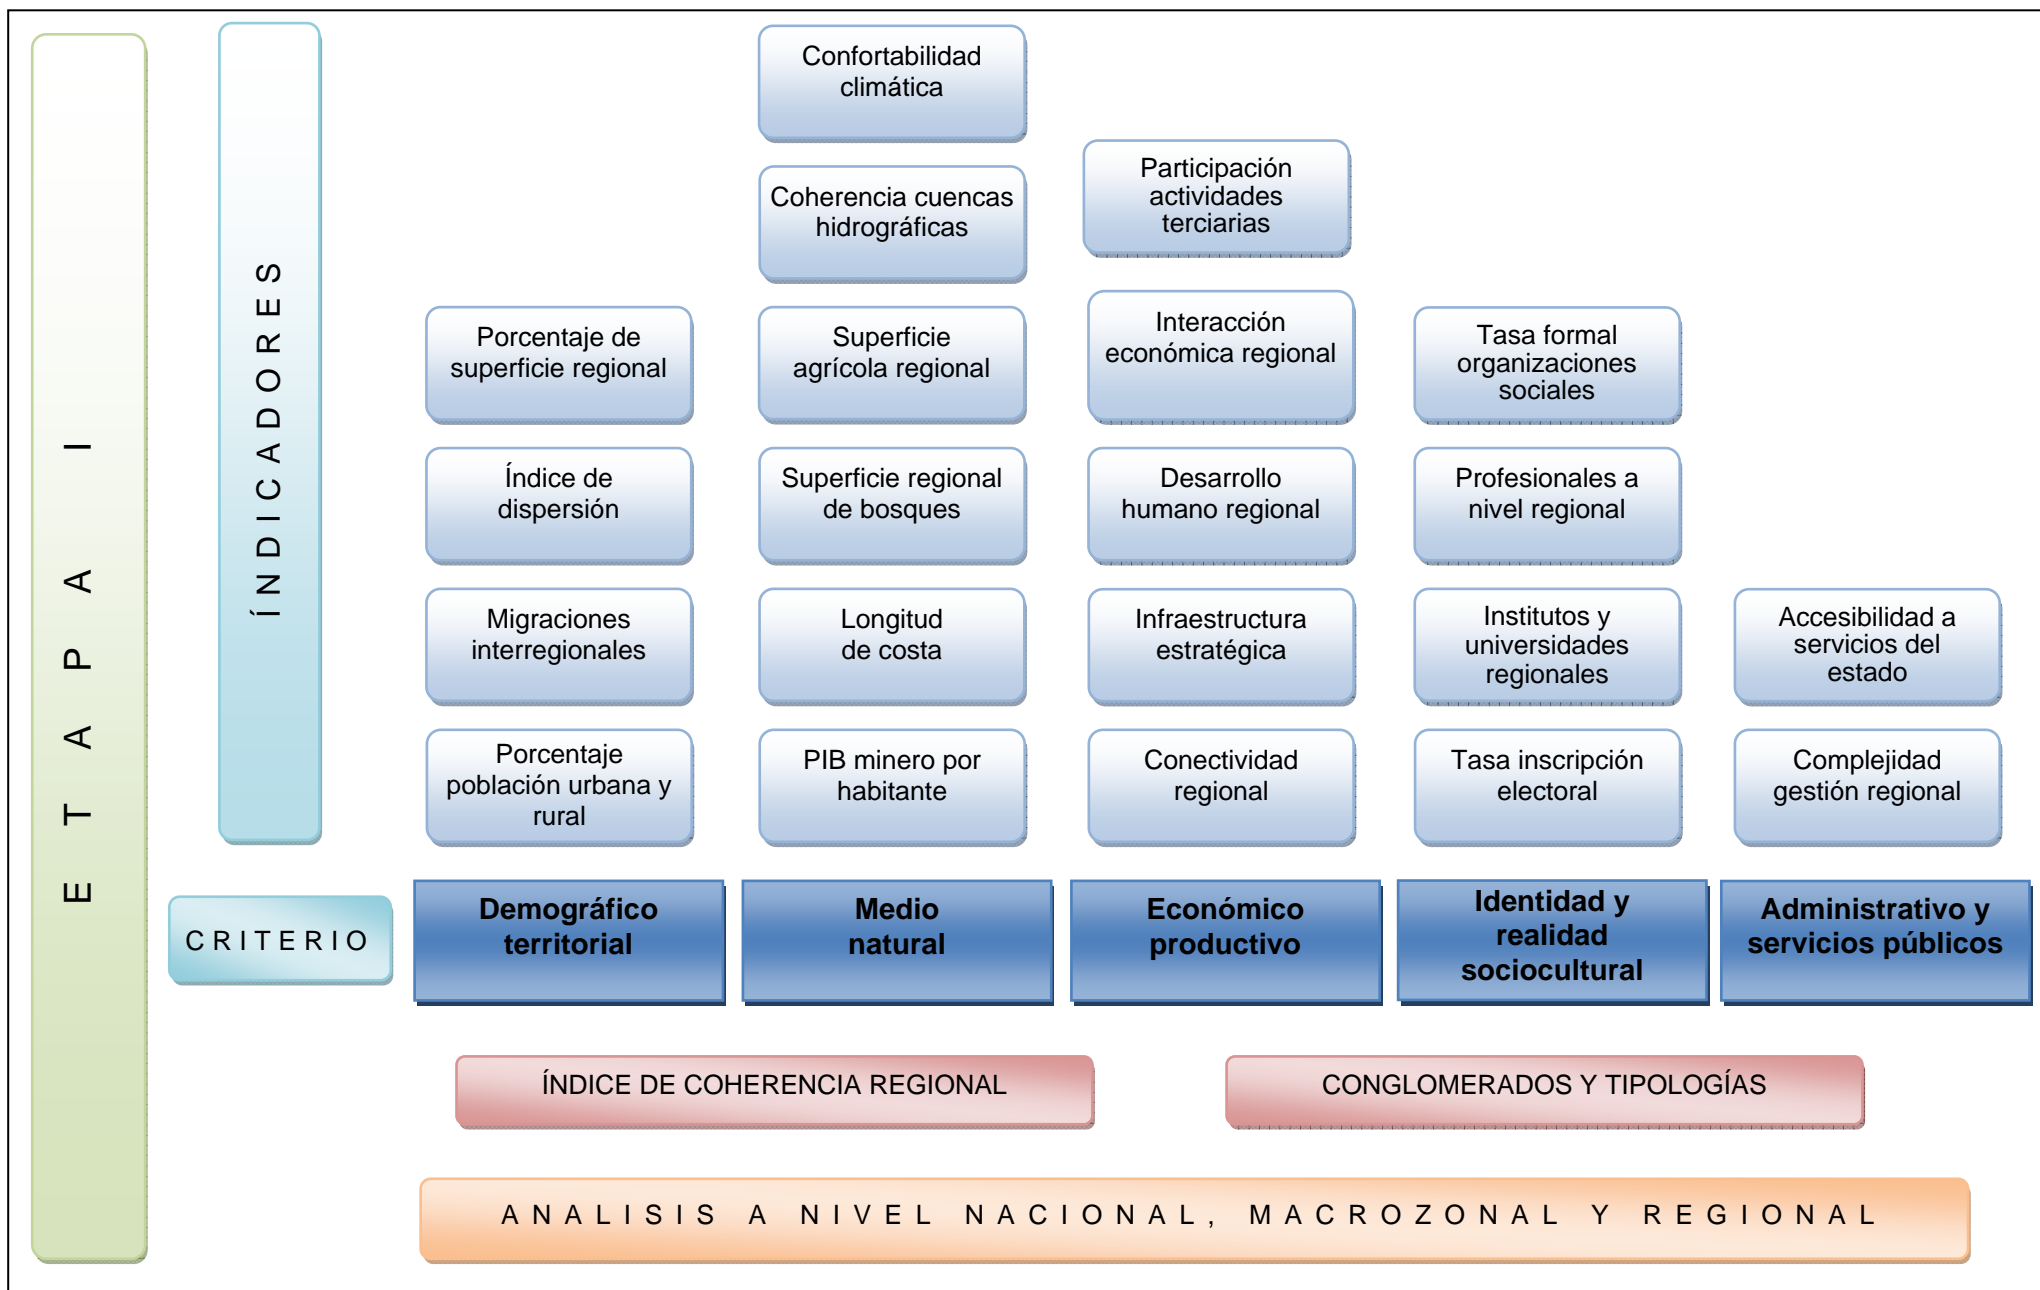 ETAPA I
ÍNDICADORES
Confortabilidad
climática
Coherencia cuencas
hidrográficas
Superficie
agrícola regional
Superficie regional
de bosques
Longitud
de costa
PIB minero por
habitante
Participación
actividades
terciarias
Interacción
económica regional
Desarrollo
humano regional
Infraestructura
estratégica
Conectividad
regional
Porcentaje de
superficie regional
Índice de
dispersión
Migraciones
interregionales
Porcentaje
población urbana y
rural
Tasa formal
organizaciones
sociales
Profesionales a
nivel regional
Institutos y
universidades
regionales
Tasa inscripción
electoral
Accesibilidad a
servicios del
estado
Complejidad
gestión regional
CRITERIO
Demográfico
territorial
Medio
natural
Económico
productivo
Identidad y
realidad
sociocultural
Administrativo y
servicios públicos
ÍNDICE DE COHERENCIA REGIONAL
CONGLOMERADOS Y TIPOLOGÍAS
ANALISIS A NIVEL NACIONAL, MACROZONAL Y REGIONAL